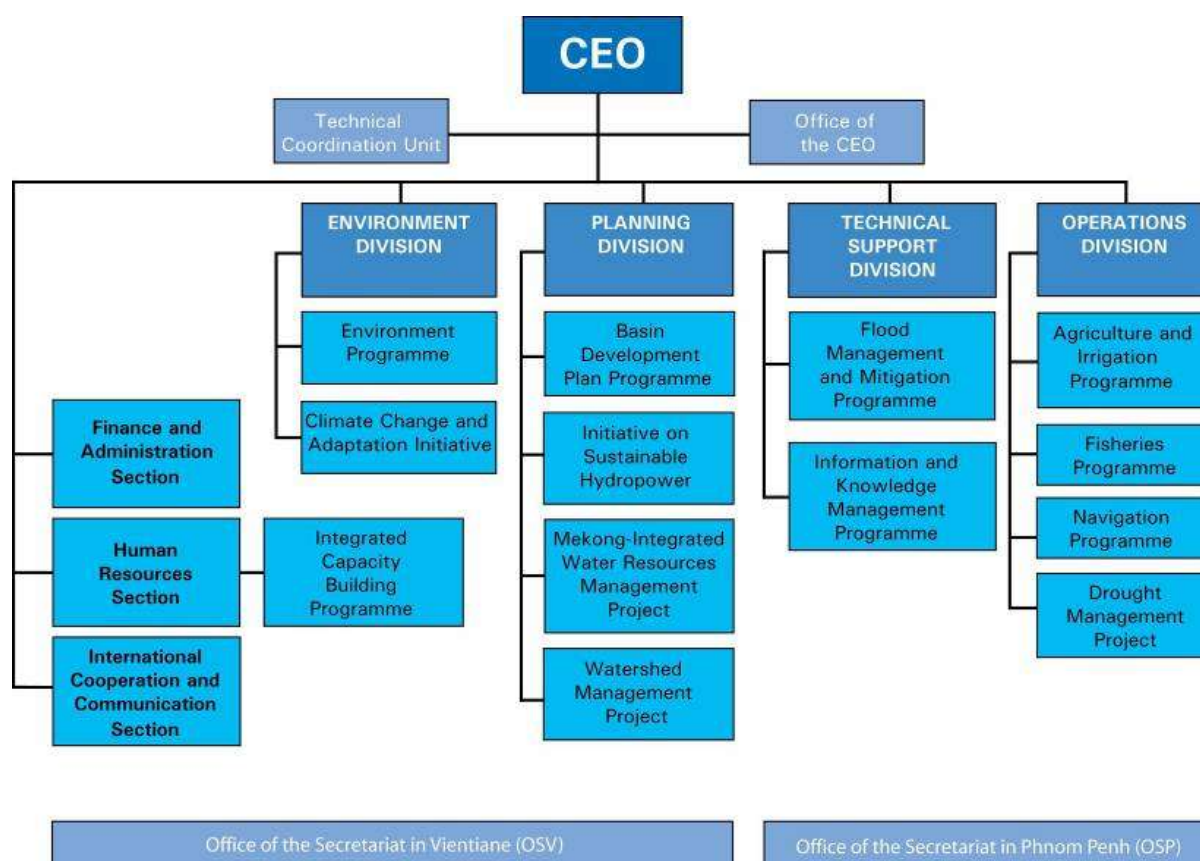 CEO
Technical
Coordination Unit
Office of
the CEO
ENVIRONMENT
DIVISION
PLANNING
DIVISION
TECHNICAL
SUPPORT
DIVISION
OPERATIONS
DIVISION
Environment
Programme
Climate Change and
Adaptation Initiative
Basin
Development
Plan Programme
Initiative on
Sustainable
Hydropower
Mekong-Integrated
Water Resources
Management
Project
Watershed
Management
Project
Flood
Management
and Mitigation
Programme
Information and
Knowledge
Management
Programme
Agriculture and
Irrigation
Programme
Fisheries
Programme
Navigation
Programme
Drought
Management
Project
Finance and
Administration
Section
Human
Resources
Section
Integrated
Capacity
Building
Programme
International
Cooperation and
Communication
Section
Office of the Secretariat in Vientiane (OSV)
Office of the Secretariat in Phnom Penh (OSP)